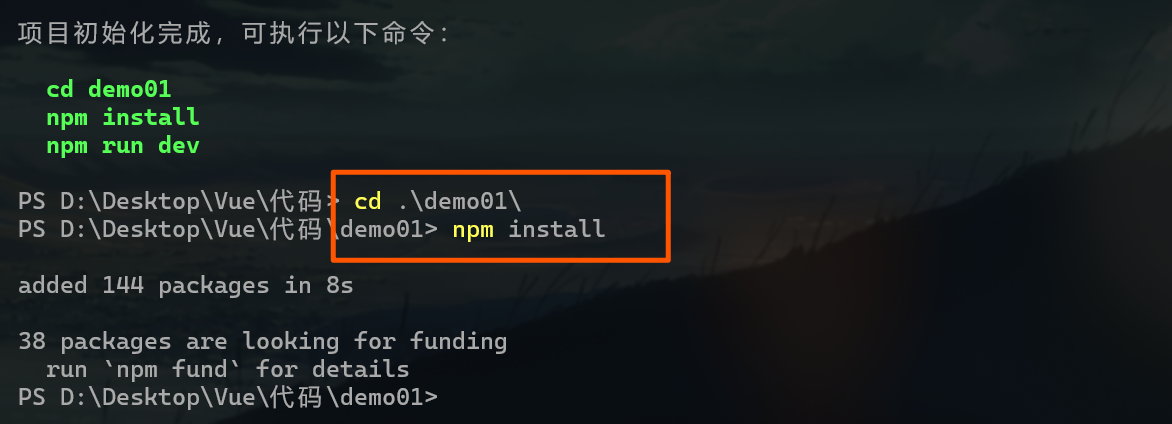 项目初始化完成，可执行以下命令：
cd demo01
npm install
npm run dev
PS D:\Desktop\Vue\代码> cd .\demo01\
PS D:\Desktop\Vue\代码\demo01> npm install
added 144 packages in 8s
38 packages are looking for funding
run `npm fund` for details
PS D:\Desktop\Vue\代码\demo01>